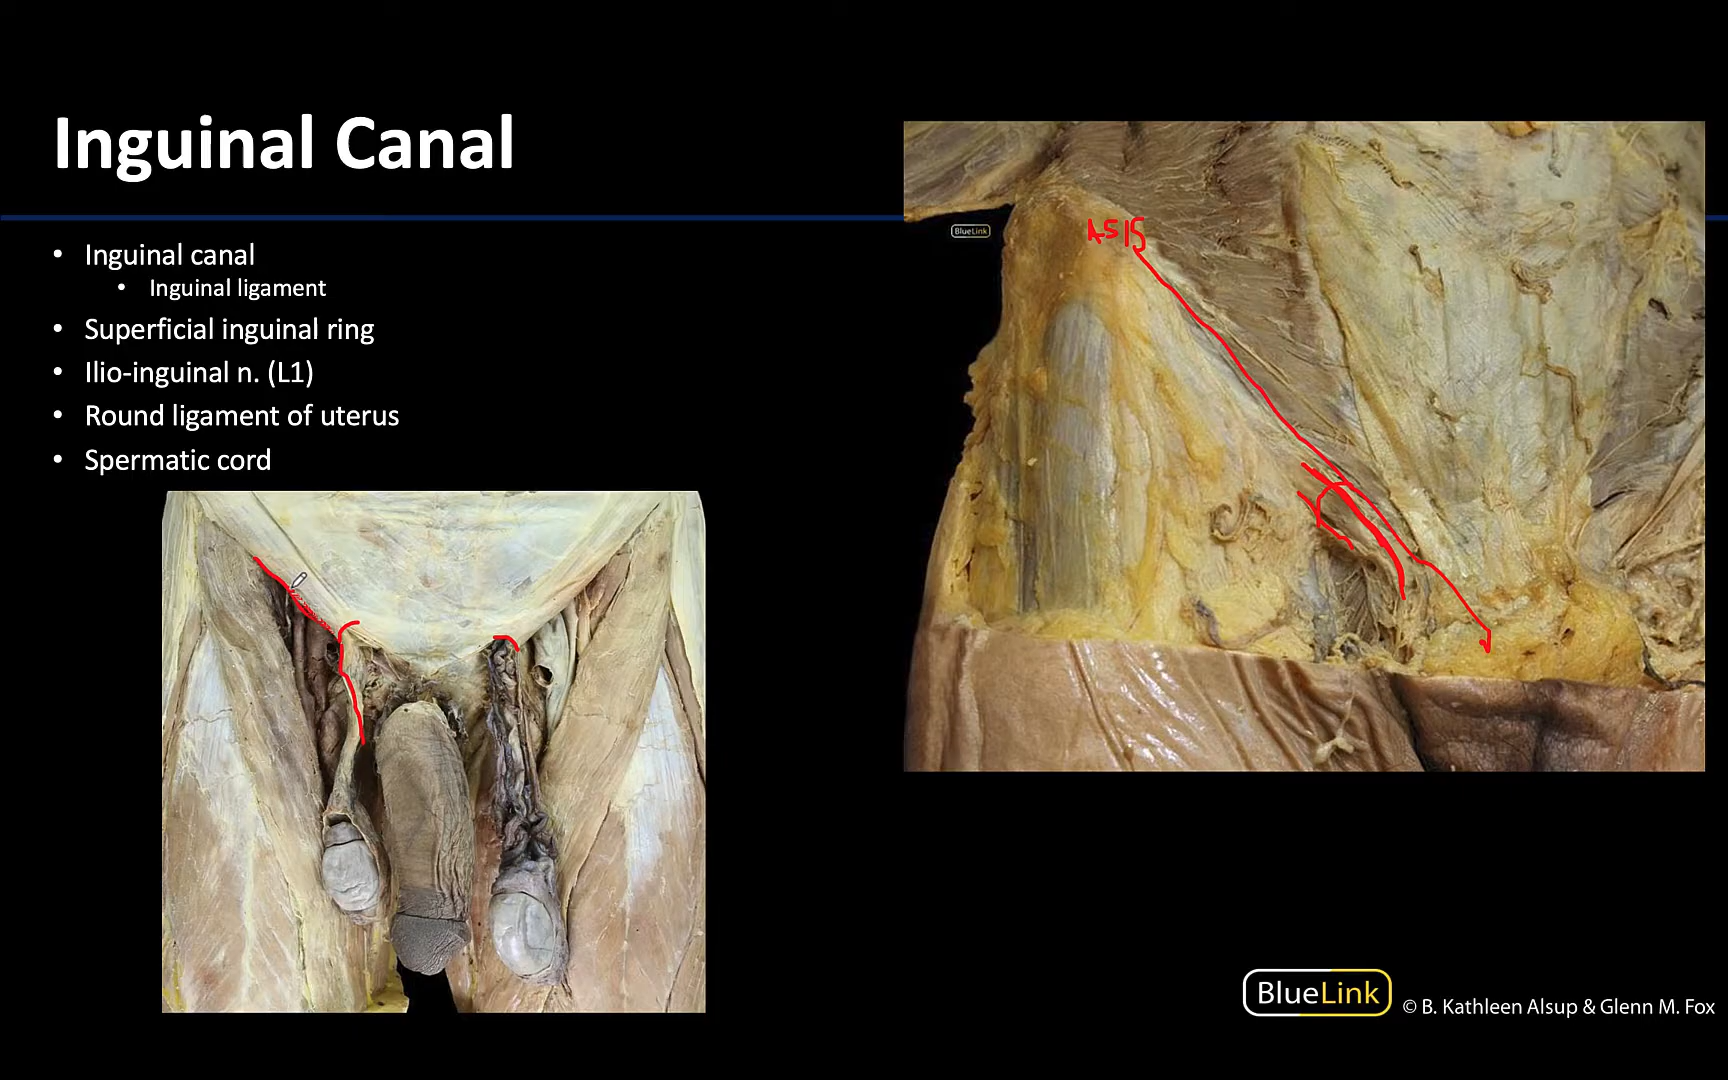 Inguinal Canal
• Inguinal canal
• Inguinal ligament
• Superficial inguinal ring
• Ilio-inguinal n. (L1)
• Round ligament of uterus
• Spermatic cord
BlueLink
ASIS
BlueLink
© B. Kathleen Alsup & Glenn M. Fox